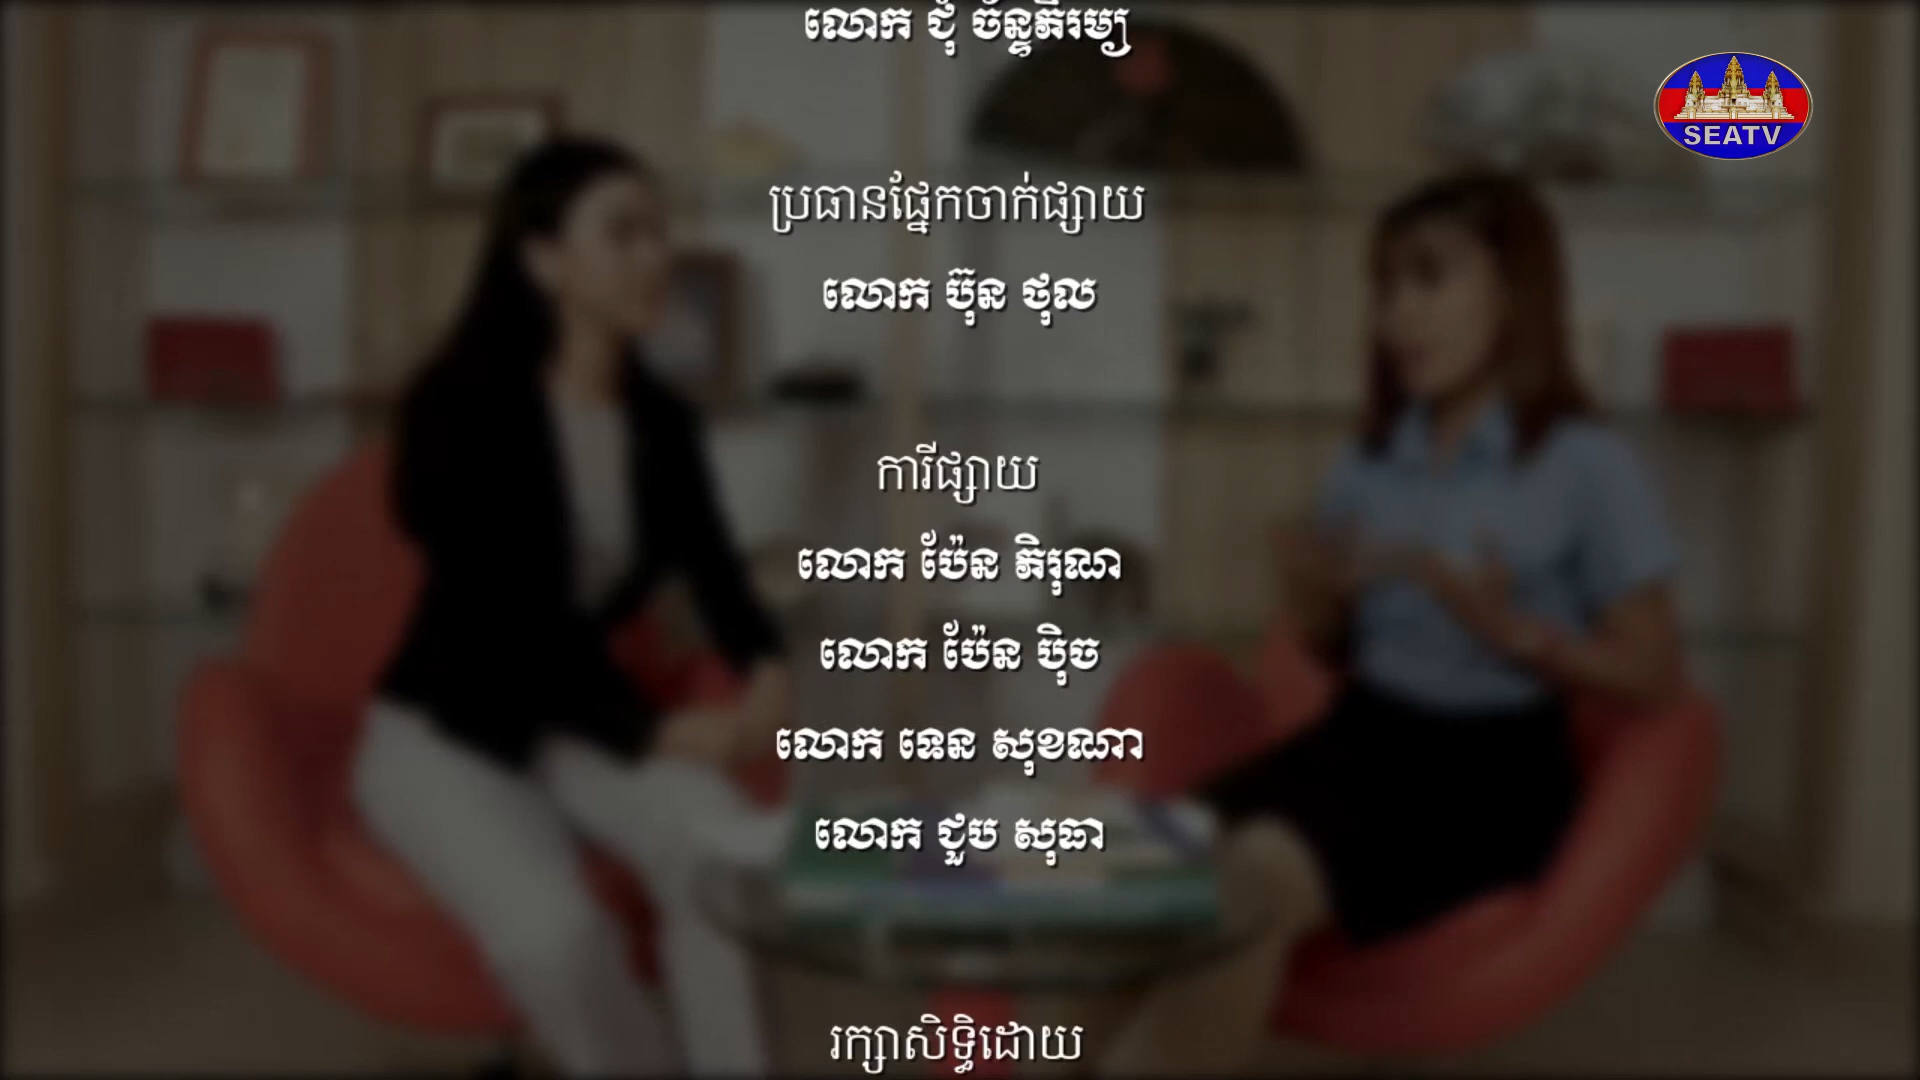 លោក ជុំ ច័ន្ទភិរម្យ
SEATV
ប្រធានផ្នែកចាក់ផ្សាយ
លោក ប៊ុន ថុល
ការីផ្សាយ
លោក ប៉ែន ភិរុណ
លោក ប៉ែន ប៉ិច
លោក ទេន សុខណា
លោក ជួប សុធា
រក្សាសិទ្ធិដោយ